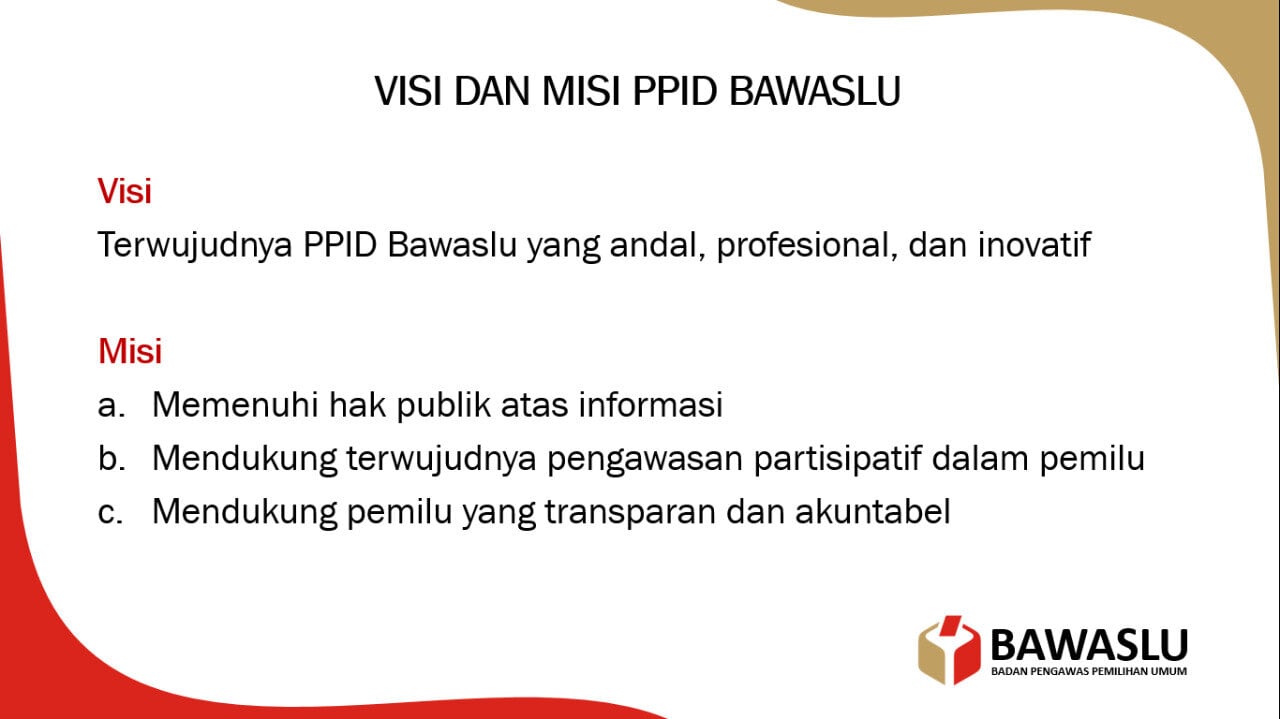 VISI DAN MISI PPID BAWASLU
Visi
Terwujudnya PPID Bawaslu yang andal, profesional, dan inovatif
Misi
a. Memenuhi hak publik atas informasi
b. Mendukung terwujudnya pengawasan partisipatif dalam pemilu
c. Mendukung pemilu yang transparan dan akuntabel
BAWASLU
BADAN PENGAWAS PEMILIHAN UMUM